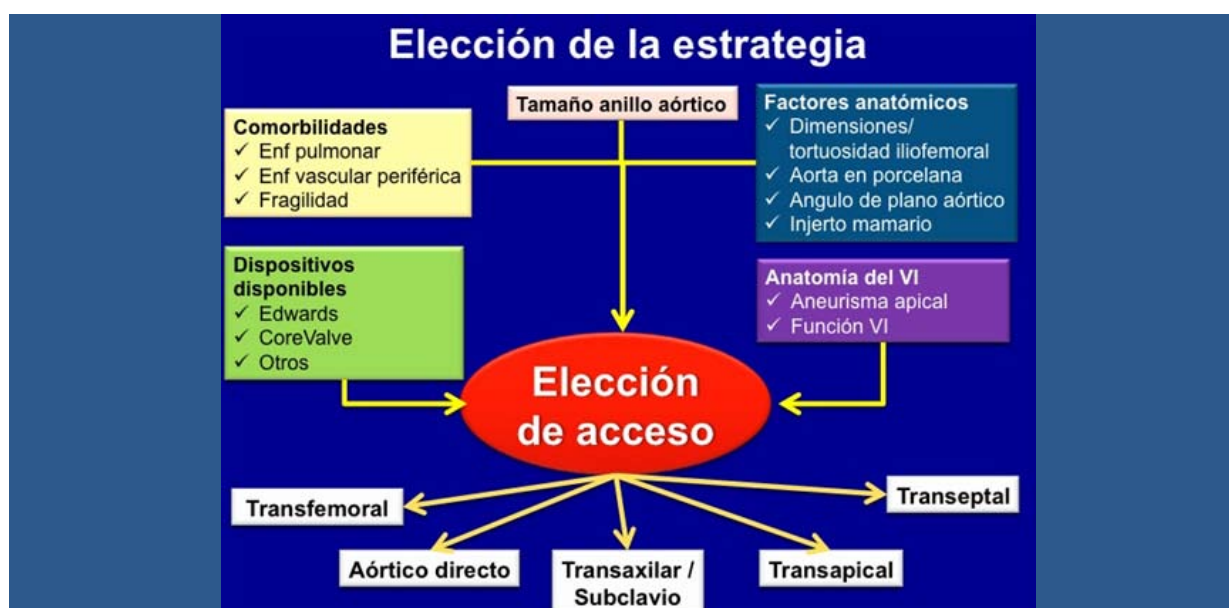 Elección de la estrategia
Tamaño anillo aórtico
Comorbilidades
✓ Enf pulmonar
✓ Enf vascular periférica
✓ Fragilidad
Factores anatómicos
✓ Dimensiones/
tortuosidad iliofemoral
✓ Aorta en porcelana
✓ Angulo de plano aórtico
✓ Injerto mamario
Dispositivos
disponibles
✓ Edwards
✓ CoreValve
✓ Otros
Anatomía del VI
✓ Aneurisma apical
✓ Función VI
Elección
de acceso
Transfemoral
Aórtico directo
Transaxilar /
Subclavio
Transapical
Transeptal